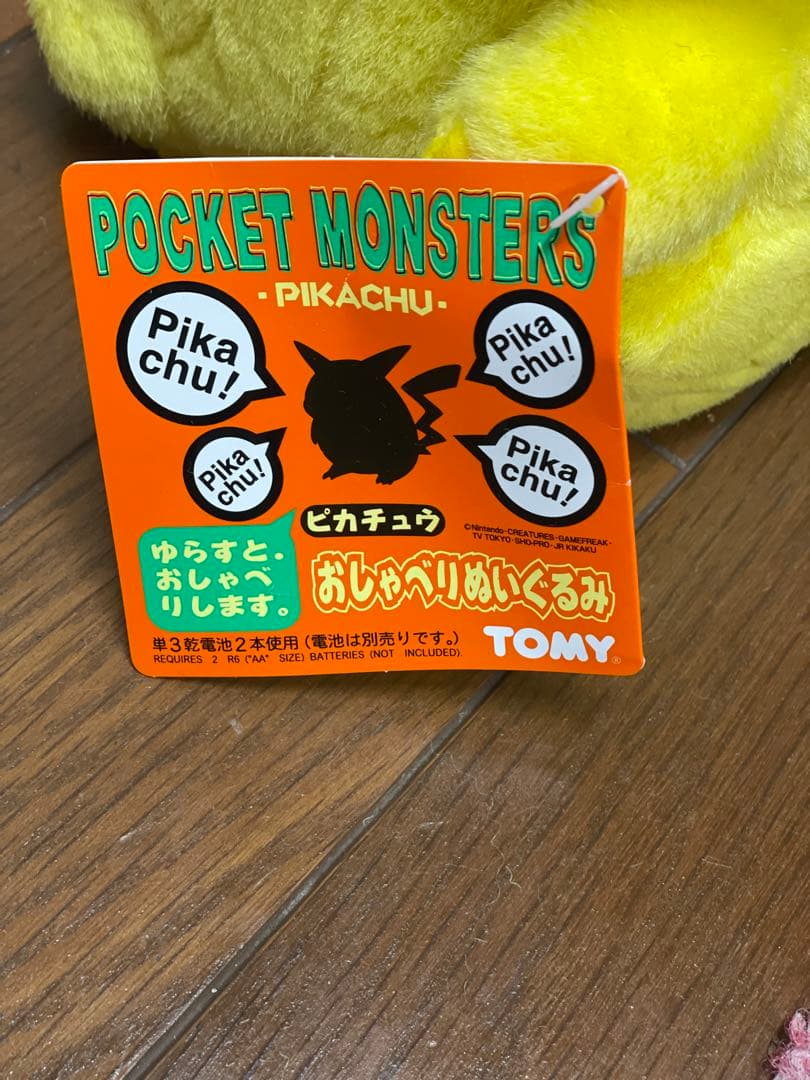 POCKET MONSTERS
・PIKACHU・
Pika
chu!
Pika
chu!
Pika
chu!
Pika
chu!
ピカチュウ
©Nintendo・CREATURES・GAMEFREAK・
TV TOKYO・SHO-PRO・JR KIKAKU
ゆらすと、
おしゃべ
りします。
おしゃべりぬいぐるみ
単3乾電池2本使用(電池は別売りです。)
REQUIRES 2 R6 ("AA" SIZE) BATTERIES (NOT INCLUDED).
TOMY®